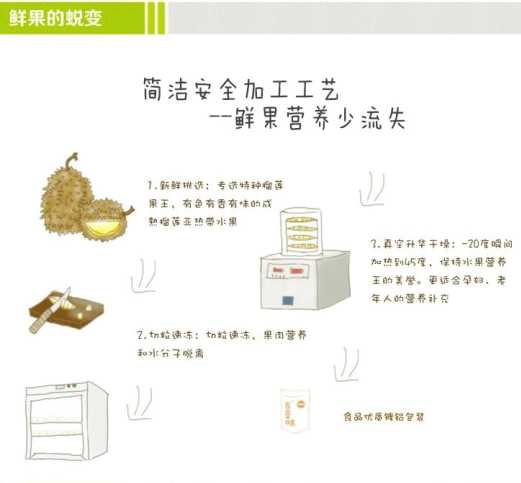 鲜果的蜕变
简洁安全加工工艺
--鲜果营养少流失
1.新鲜挑选：专选特种榴莲
果王，有色有香有味的成
熟榴莲亚热带水果
3.真空升华干燥：-20度瞬间
加热到45度，保持水果营养
王的美誉。更适合孕妇、老
年人的营养补充
2.切粒速冻：切粒速冻，果肉营养
和水分子脱离
食品优质镀铝包装